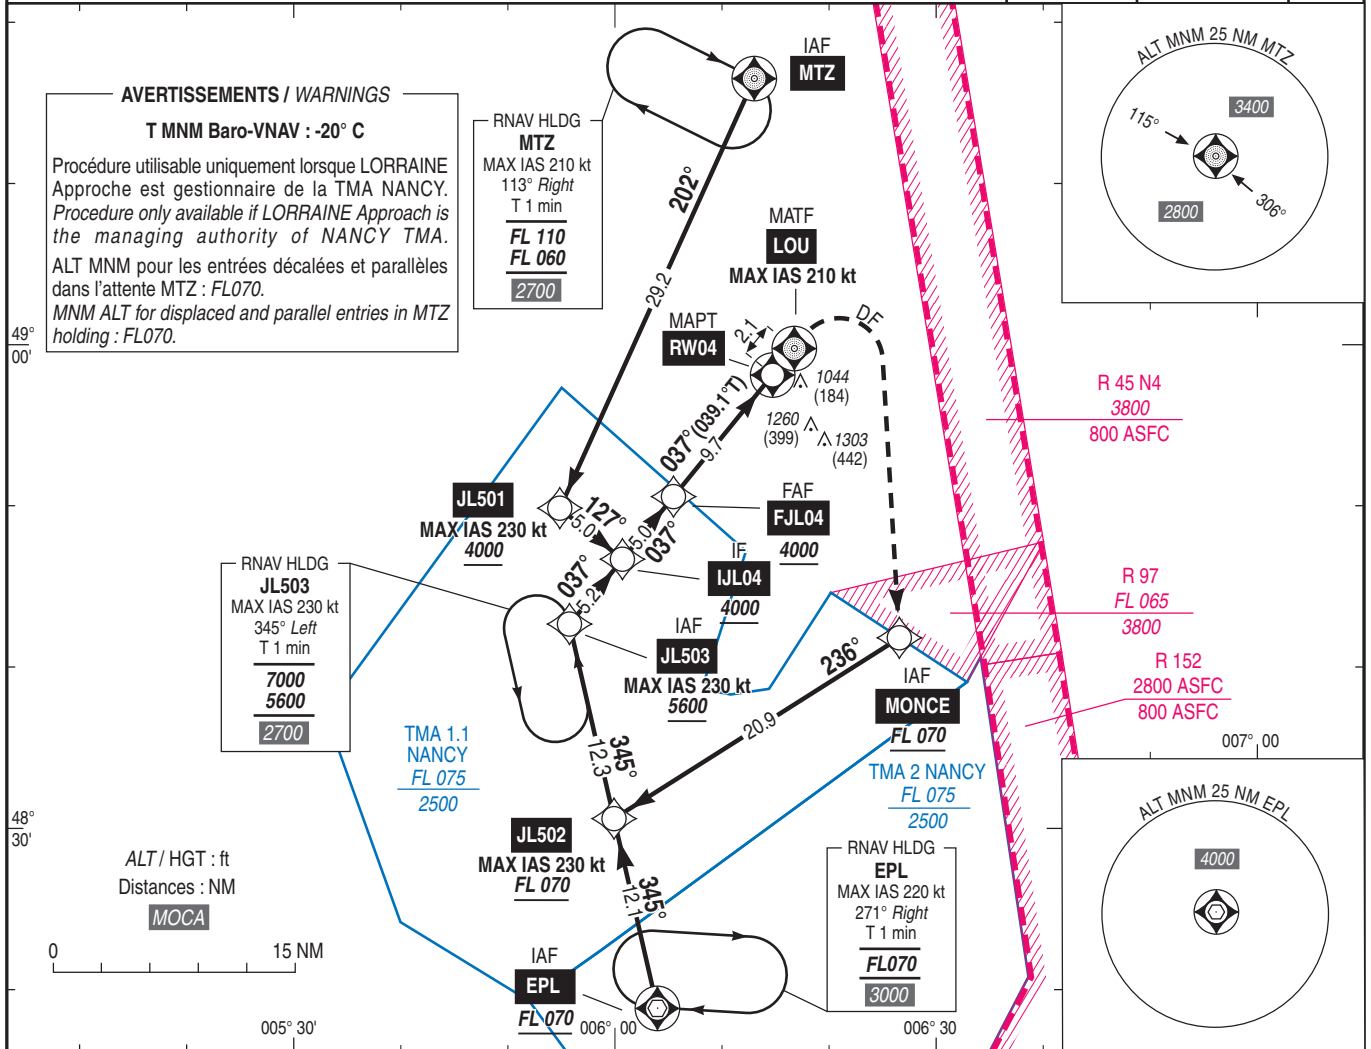 AVERTISSEMENTS / WARNINGS
T MNM Baro-VNAV : -20° C
Procédure utilisable uniquement lorsque LORRAINE
Approche est gestionnaire de la TMA NANCY.
Procedure only available if LORRAINE Approach is
the managing authority of NANCY TMA.
ALT MNM pour les entrées décalées et parallèles
dans l'attente MTZ : FL070.
MNM ALT for displaced and parallel entries in MTZ
holding : FL070.
RNAV HLDG
MTZ
MAX IAS 210 kt
113° Right
T 1 min
FL 110
FL 060
2700
IAF
MTZ
202°
29.2
MATF
LOU
MAX IAS 210 kt
DF
MAPT
RW04
2.1
1044
(184)
1260
(399)
1303
(442)
037°(039.1°T)
9.7
ALT MNM 25 NM MTZ
3400
115°
306°
2800
R 45 N4
3800
800 ASFC
49°
00'
JL501
MAX IAS 230 kt
4000
127°
5.0
5.0
037°
FAF
FJL04
4000
IF
IJL04
4000
037°
5.2
RNAV HLDG
JL503
MAX IAS 230 kt
345° Left
T 1 min
7000
5600
2700
IAF
JL503
MAX IAS 230 kt
5600
R 97
FL 065
3800
R 152
2800 ASFC
800 ASFC
236°
20.9
IAF
MONCE
FL 070
TMA 1.1
NANCY
FL 075
2500
345°
12.3
TMA 2 NANCY
FL 075
2500
007° 00
ALT MNM 25 NM EPL
4000
48°
30'
JL502
MAX IAS 230 kt
FL 070
345°
12.1
RNAV HLDG
EPL
MAX IAS 220 kt
271° Right
T 1 min
FL070
3000
ALT / HGT : ft
Distances : NM
MOCA
0
15 NM
IAF
EPL
FL 070
005° 30'
006° 00
006° 30